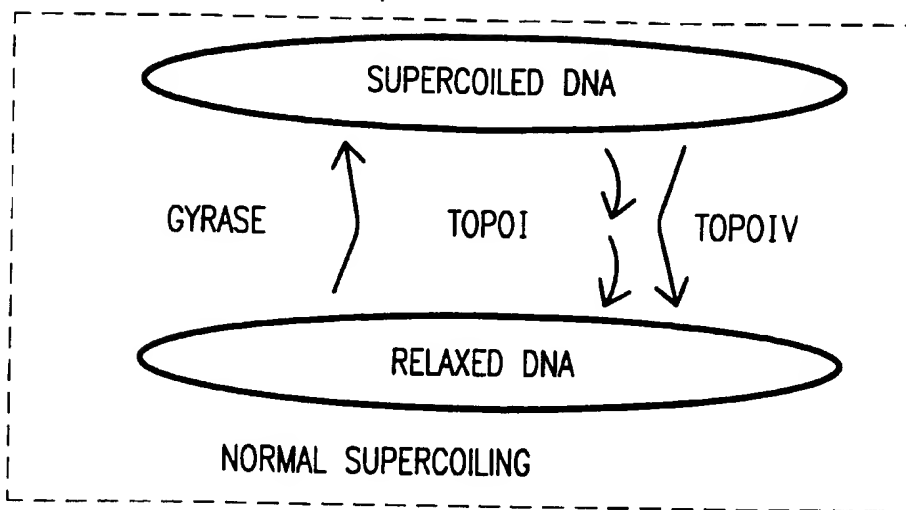 SUPERCOILED DNA
GYRASE TOPOI TOPOIV
RELAXED DNA
NORMAL SUPERCOILING